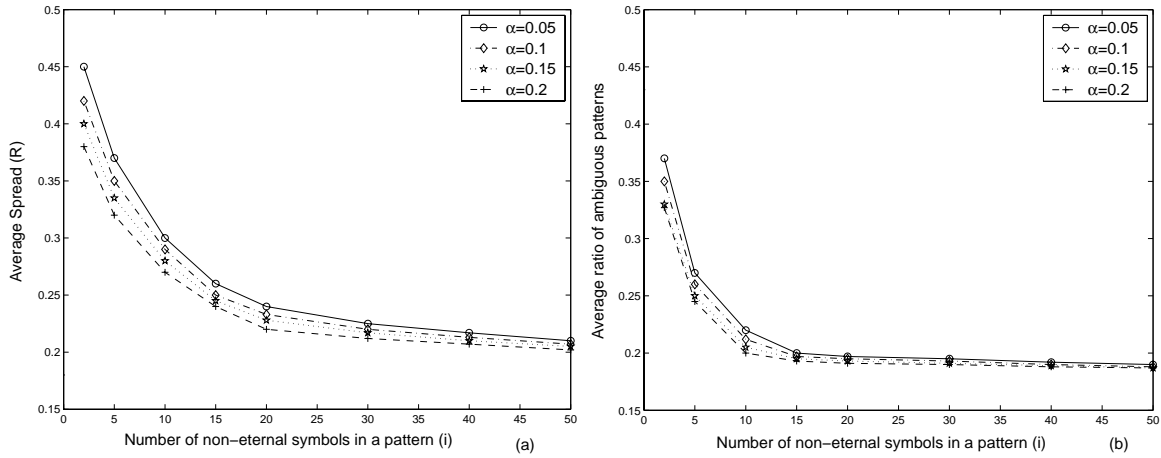 0.5
0.45
0.4
0.35
0.3
0.25
0.2
0.15
Average Spread (R)
0 5 10 15 20 25 30 35 40 45 50
Number of non−eternal symbols in a pattern (i)
(a)
α=0.05
α=0.1
α=0.15
α=0.2
0.5
0.45
0.4
0.35
0.3
0.25
0.2
0.15
Average ratio of ambiguous patterns
0 5 10 15 20 25 30 35 40 45 50
Number of non−eternal symbols in a pattern (i)
(b)
α=0.05
α=0.1
α=0.15
α=0.2